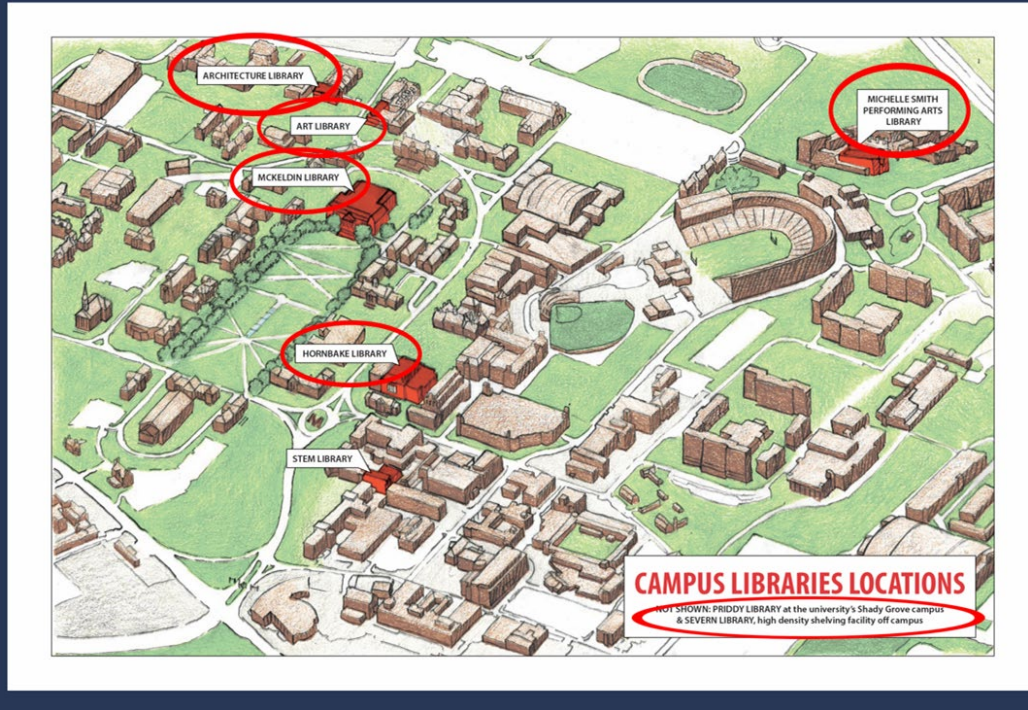 ARCHITECTURE LIBRARY
ART LIBRARY
MCKELDIN LIBRARY
MICHELLE SMITH
PERFORMING ARTS
LIBRARY
HORNBAKE LIBRARY
STEM LIBRARY
CAMPUS LIBRARIES LOCATIONS
NOT SHOWN: PRIDDY LIBRARY at the university's Shady Grove campus
& SEVERN LIBRARY, high density shelving facility off campus